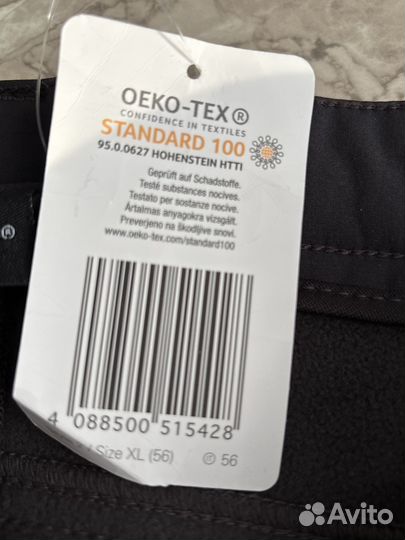 OEKO-TEX®
CONFIDENCE IN TEXTILES
STANDARD 100
95.0.0627 HOHENSTEIN HTTI
Geprüft auf Schadstoffe.
Testé substances nocives.
Testato per sostanze nocive.
Ártalmas anyagokra vizsgált.
Preverjeno na škodljive snovi.
www.oeko-tex.com/standard100
®
4 088500 515428
/ Size XL (56) 56
Avito